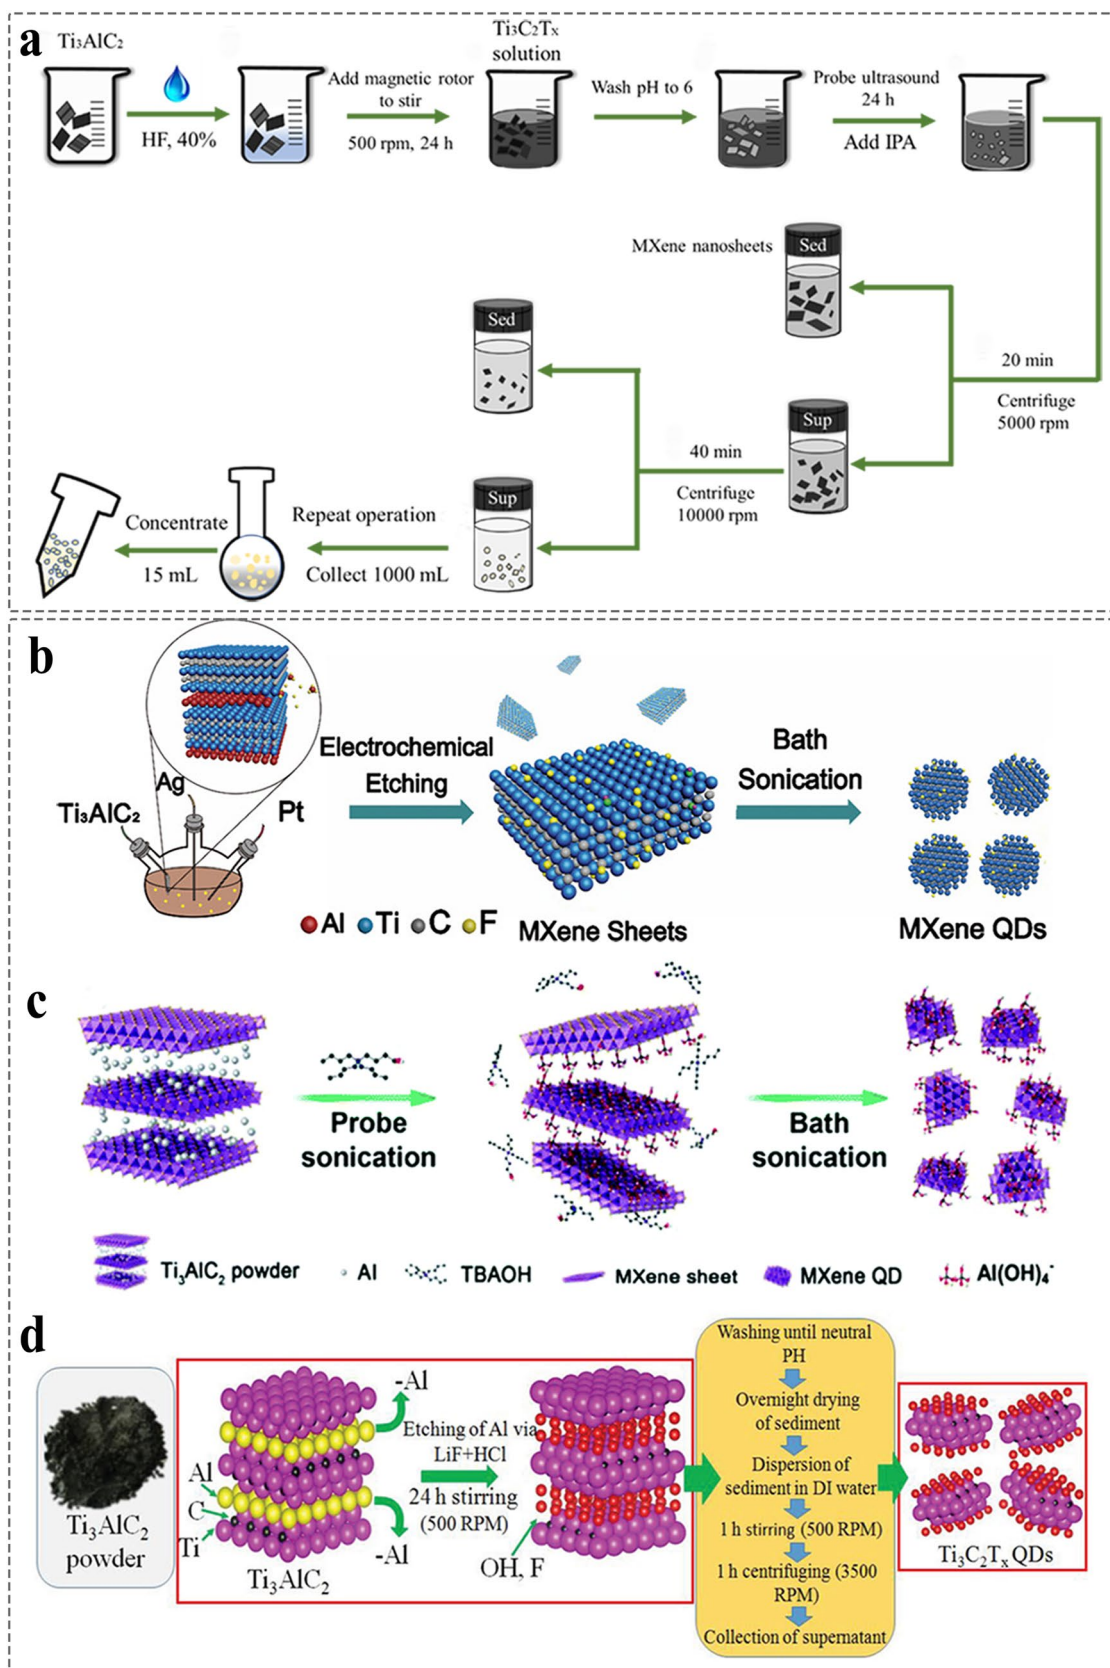 a
Ti₃AlC₂
HF, 40%
Add magnetic rotor
to stir
500 rpm, 24 h
Ti₃C₂Tₓ
solution
Wash pH to 6
Probe ultrasound
24 h
Add IPA
MXene nanosheets
Sed
20 min
Centrifuge
5000 rpm
Sup
Sed
40 min
Centrifuge
10000 rpm
Sup
Repeat operation
Collect 1000 mL
Concentrate
15 mL
b
Ti₃AlC₂
Ag
Pt
Electrochemical
Etching
Bath
Sonication
Al Ti C F
MXene Sheets
MXene QDs
c
Probe
sonication
Bath
sonication
Ti₃AlC₂ powder
Al
TBAOH
MXene sheet
MXene QD
Al(OH)₄⁻
d
Ti₃AlC₂
powder
Al
C
Ti
-Al
-Al
Ti₃AlC₂
Etching of Al via
LiF+HCl
24 h stirring
(500 RPM)
OH, F
Washing until neutral
PH
Overnight drying
of sediment
Dispersion of
sediment in DI water
1 h stirring (500 RPM)
1 h centrifuging (3500
RPM)
Collection of supernatant
Ti₃C₂Tₓ QDs